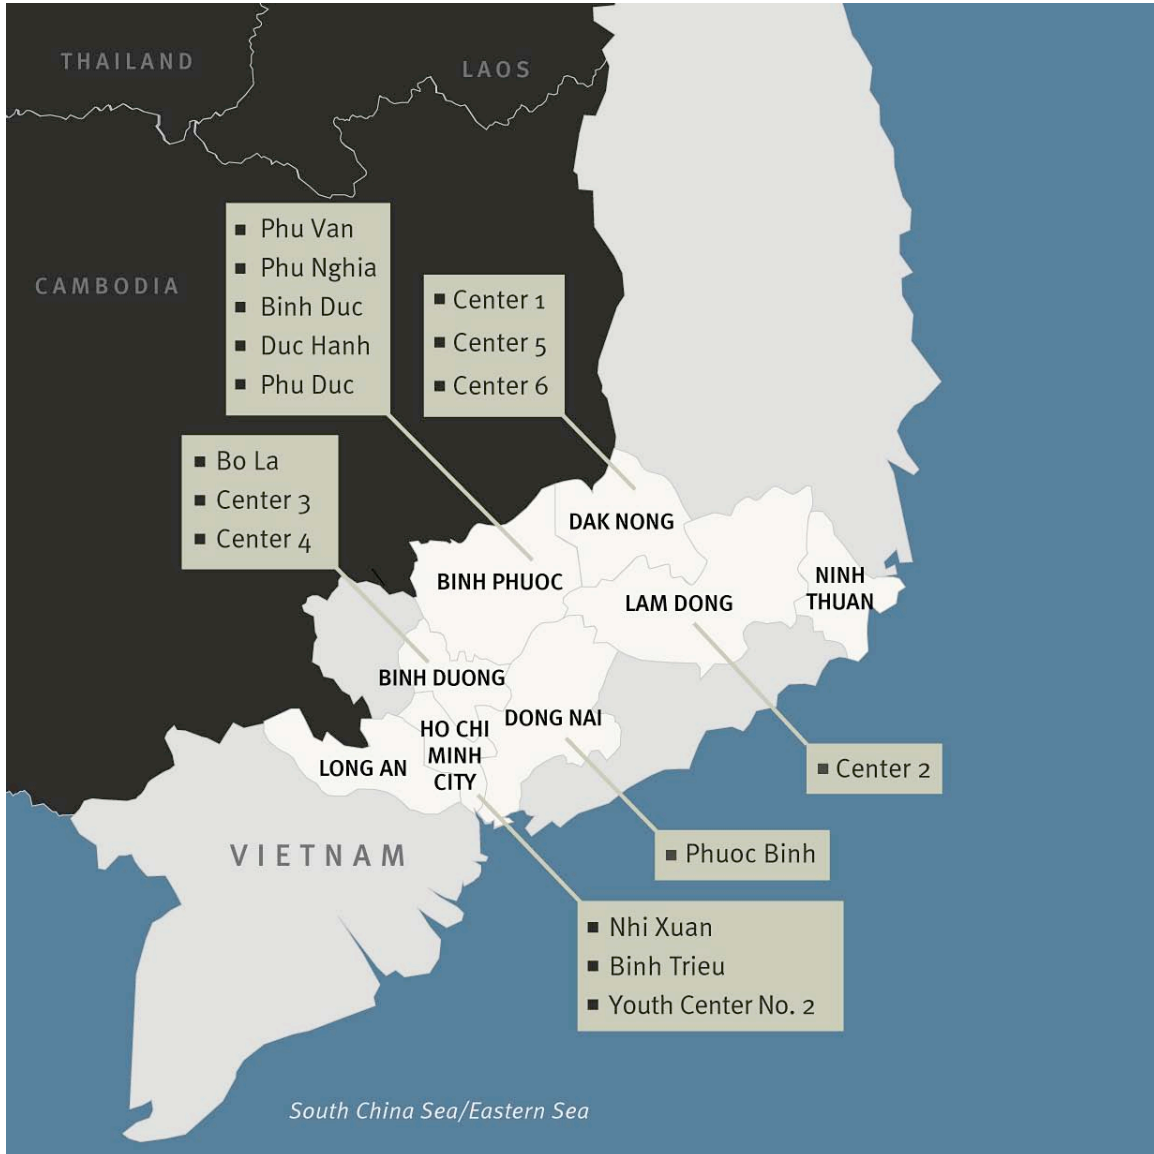 THAILAND
LAOS
CAMBODIA
Phu Van
Phu Nghia
Binh Duc
Duc Hanh
Phu Duc
Center 1
Center 5
Center 6
Bo La
Center 3
Center 4
DAK NONG
BINH PHUOC
LAM DONG
NINH
THUAN
BINH DUONG
DONG NAI
HO CHI
MINH
CITY
LONG AN
Center 2
VIETNAM
Phuoc Binh
Nhi Xuan
Binh Trieu
Youth Center No. 2
South China Sea/Eastern Sea